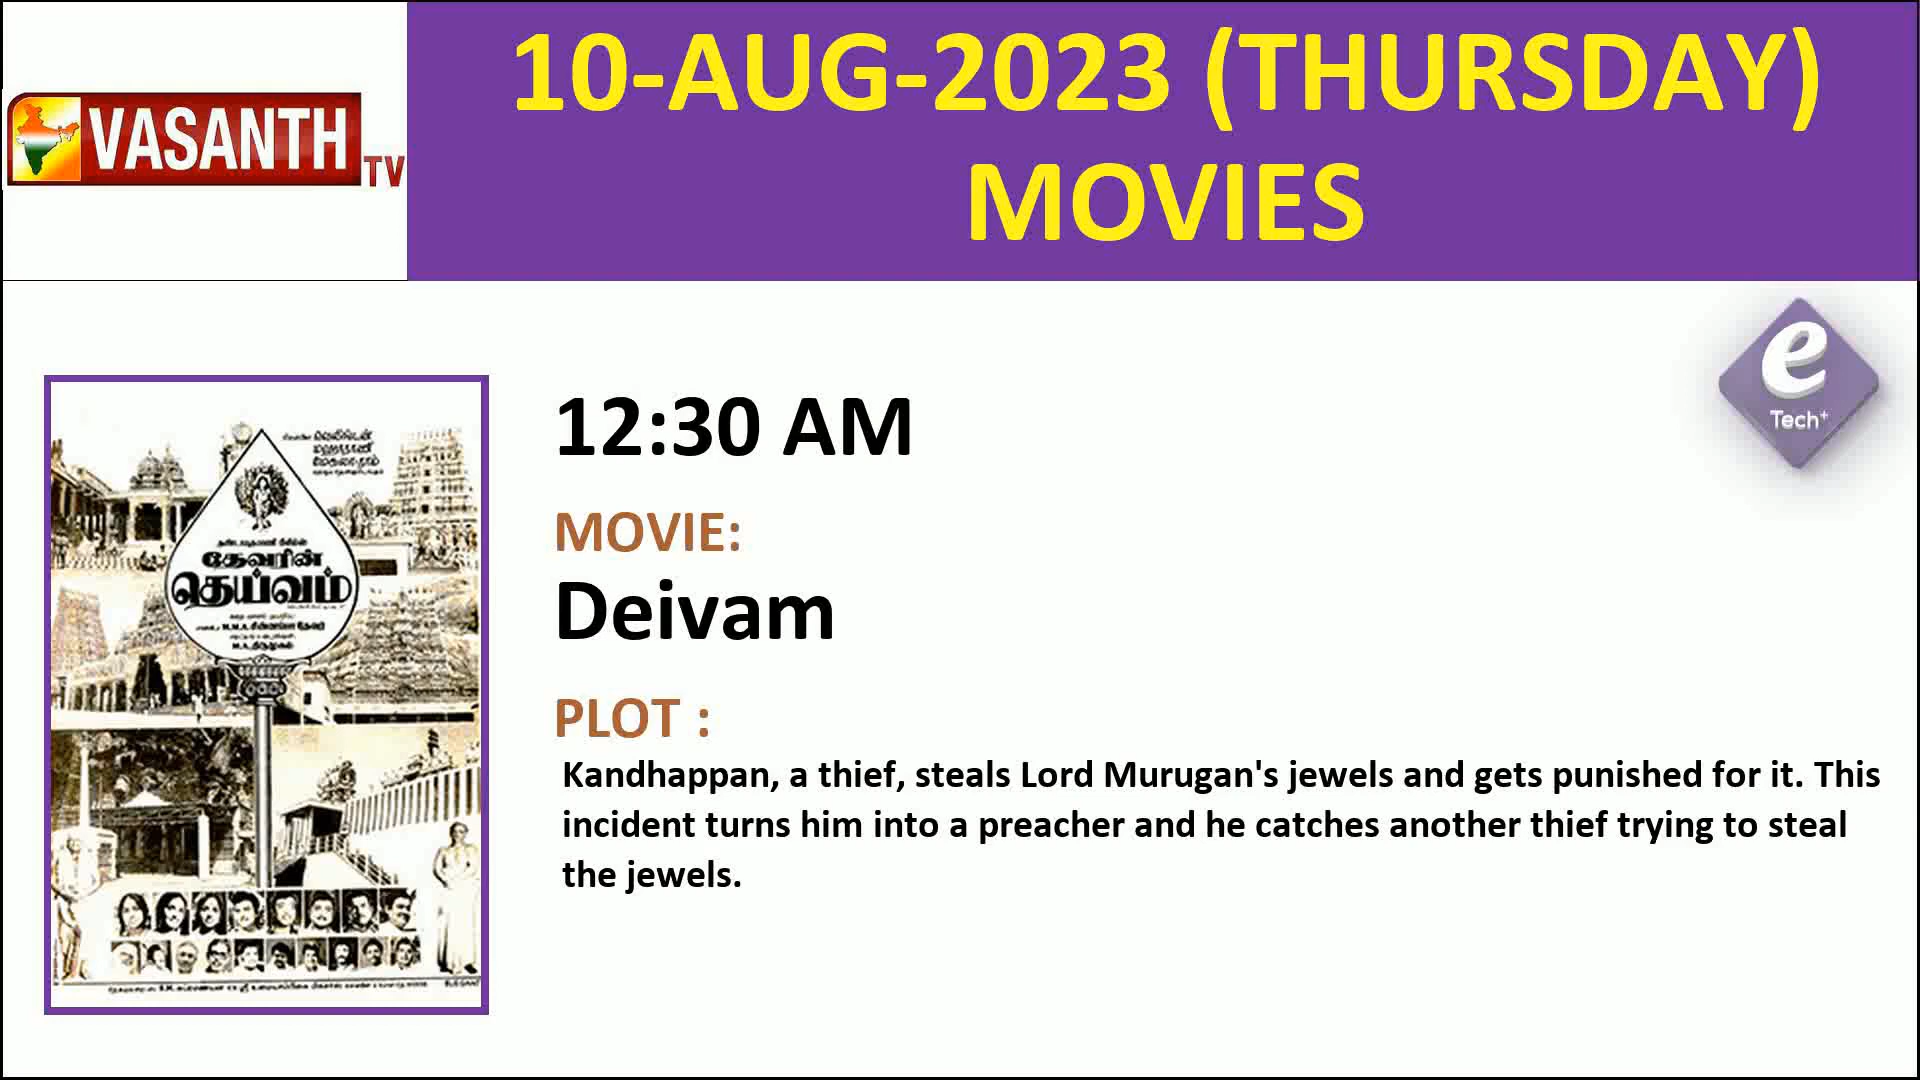 10-AUG-2023 (THURSDAY)
MOVIES
VASANTH TV
e
Tech+
12:30 AM
MOVIE:
Deivam
PLOT :
Kandhappan, a thief, steals Lord Murugan's jewels and gets punished for it. This
incident turns him into a preacher and he catches another thief trying to steal
the jewels.
தேவரின்
தெய்வம்